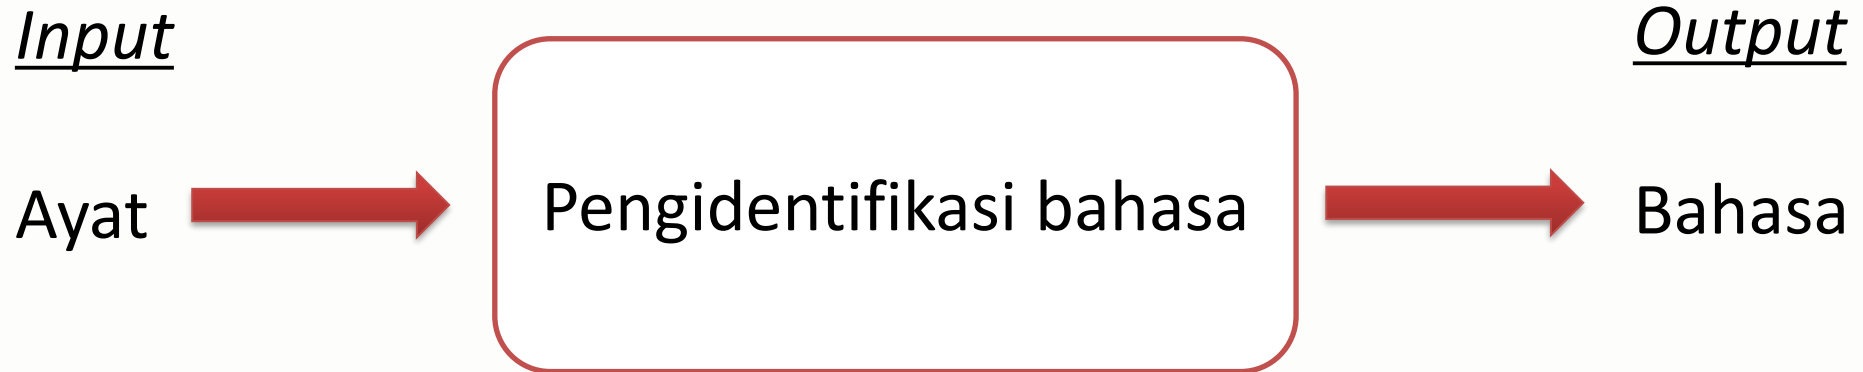 Input
Output
Ayat
Pengidentifikasi bahasa
Bahasa